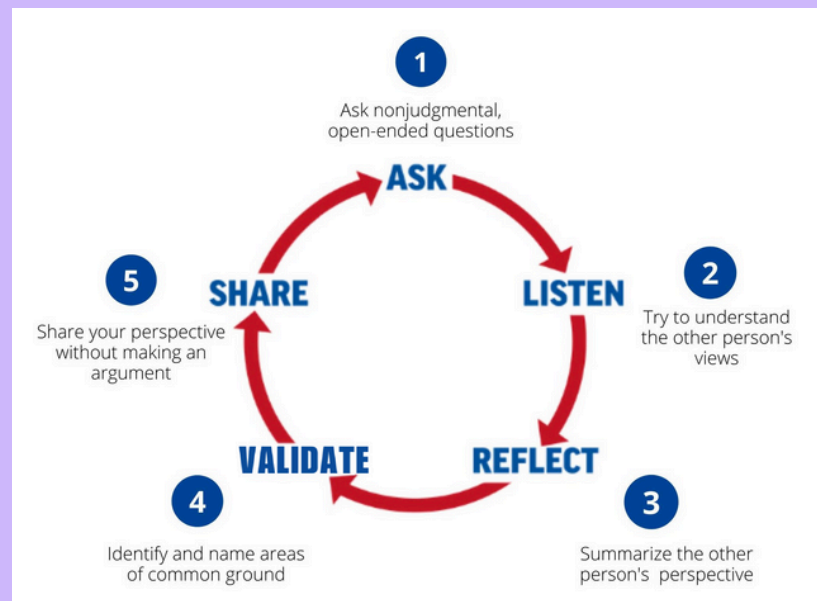 1
Ask nonjudgmental,
open-ended questions
ASK
2
Try to understand
the other person's
views
LISTEN
3
Summarize the other
person's perspective
REFLECT
4
Identify and name areas
of common ground
VALIDATE
5
Share your perspective
without making an
argument
SHARE